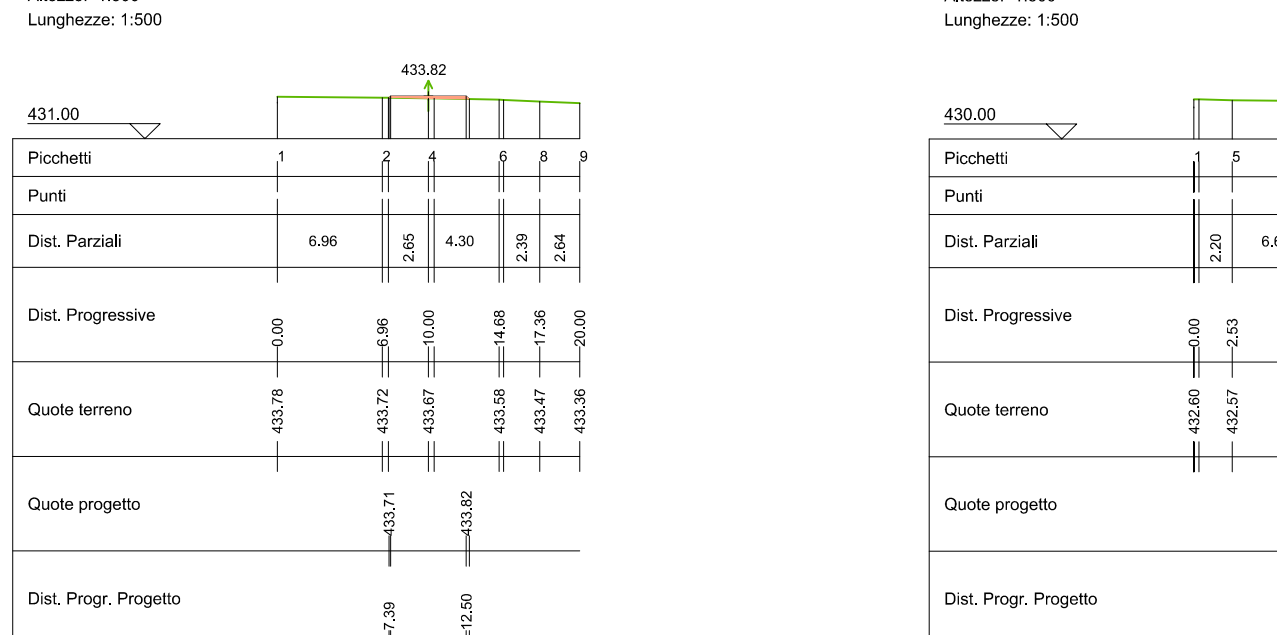 Lunghezze: 1:500
433.82
431.00
Picchetti 1 2 4 6 8 9
Punti
Dist. Parziali 6.96 2.65 4.30 2.39 2.64
Dist. Progressive 0.00 6.96 10.00 14.68 17.36 20.00
Quote terreno 433.78 433.72 433.67 433.58 433.47 433.36
Quote progetto 433.71 433.82
Dist. Progr. Progetto 7.39 12.50
Lunghezze: 1:500
430.00
Picchetti 1 5
Punti
Dist. Parziali 2.20
Dist. Progressive 0.00 2.53
Quote terreno 432.60 432.57
Quote progetto
Dist. Progr. Progetto